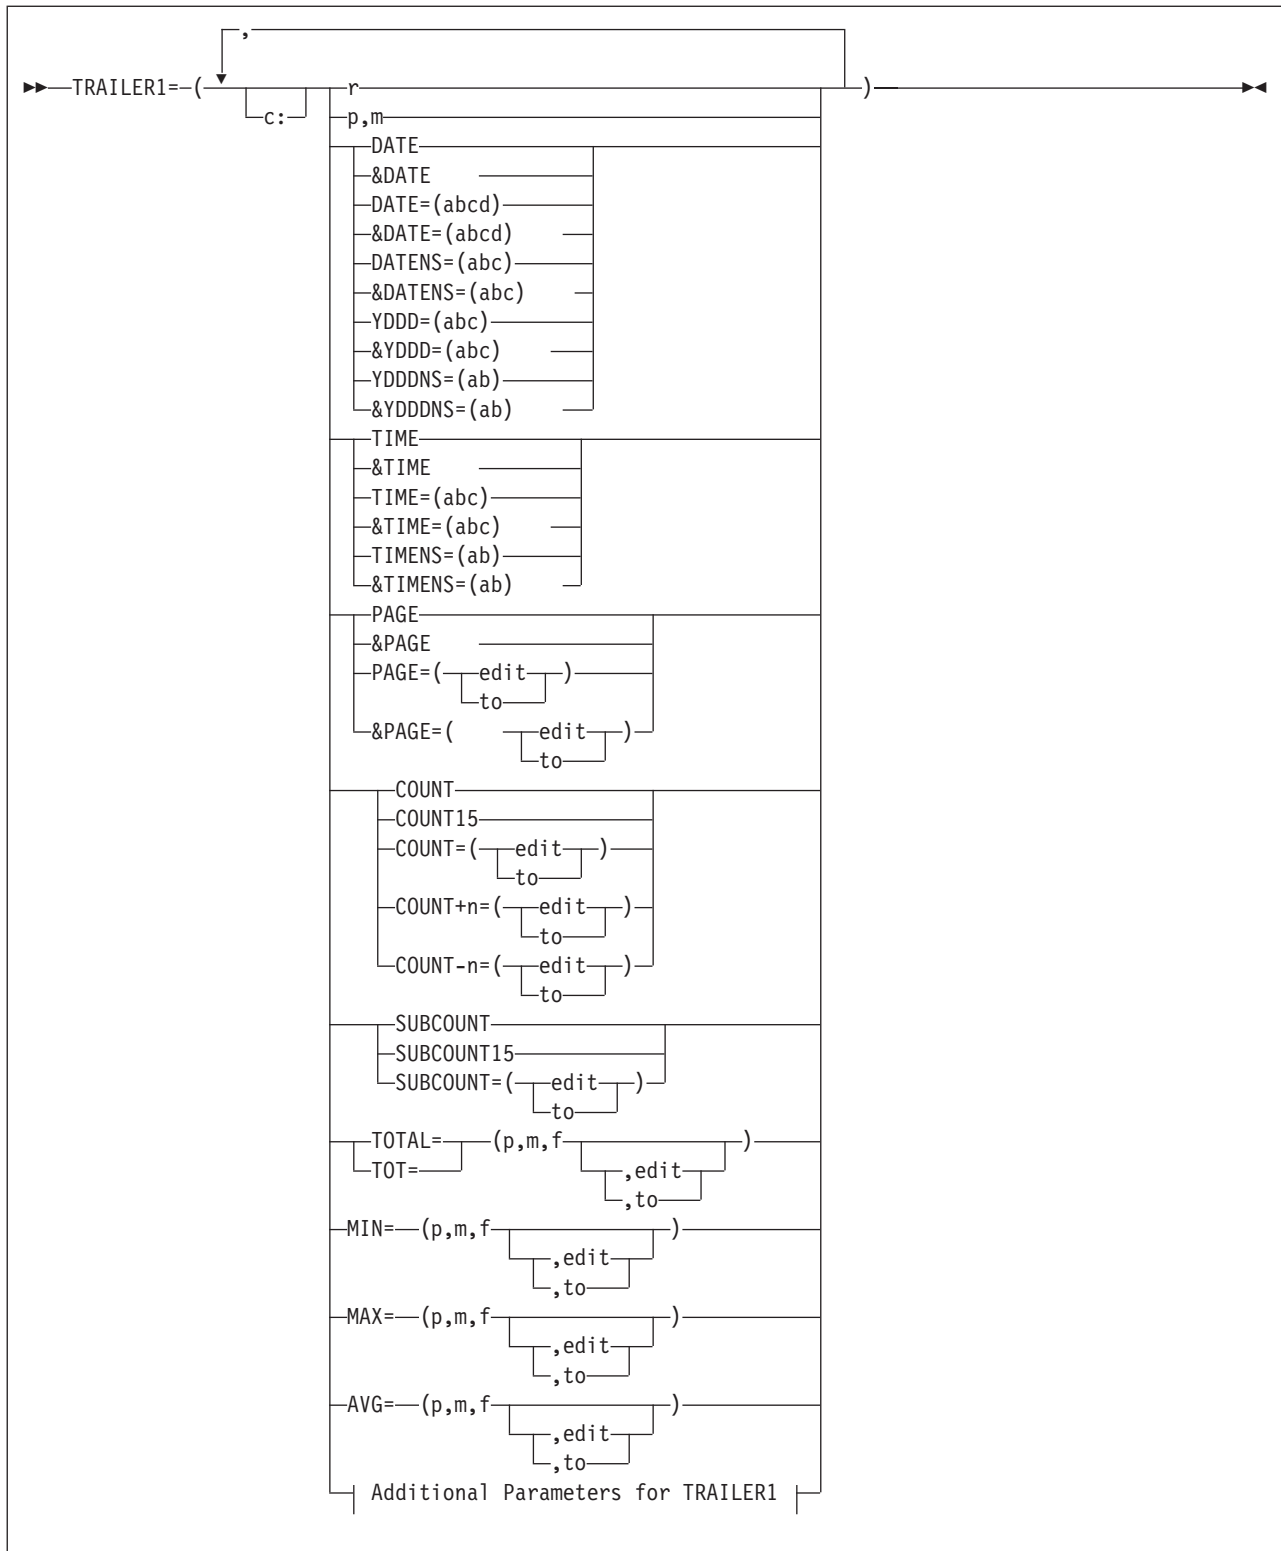 ,
TRAILER1= ( r )
c: p,m
DATE
&DATE
DATE=(abcd)
&DATE=(abcd)
DATENS=(abc)
&DATENS=(abc)
YDDD=(abc)
&YDDD=(abc)
YDDDNS=(ab)
&YDDDNS=(ab)
TIME
&TIME
TIME=(abc)
&TIME=(abc)
TIMENS=(ab)
&TIMENS=(ab)
PAGE
&PAGE
PAGE=( edit )
to
&PAGE=( edit )
to
COUNT
COUNT15
COUNT=( edit )
to
COUNT+n=( edit )
to
COUNT-n=( edit )
to
SUBCOUNT
SUBCOUNT15
SUBCOUNT=( edit )
to
TOTAL= (p,m,f )
TOT= ,edit
,to
MIN= (p,m,f )
,edit
,to
MAX= (p,m,f )
,edit
,to
AVG= (p,m,f )
,edit
,to
Additional Parameters for TRAILER1